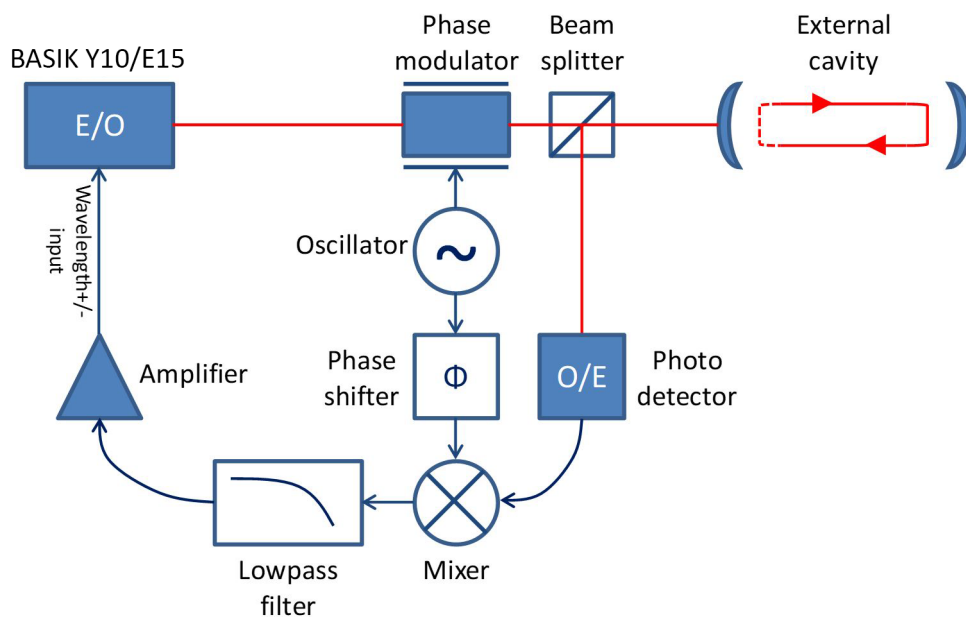 BASIK Y10/E15
Phase
modulator
Beam
splitter
External
cavity
E/O
Wavelength+/-
input
Oscillator
~
Amplifier
Phase
shifter
Φ
O/E
Photo
detector
Lowpass
filter
Mixer